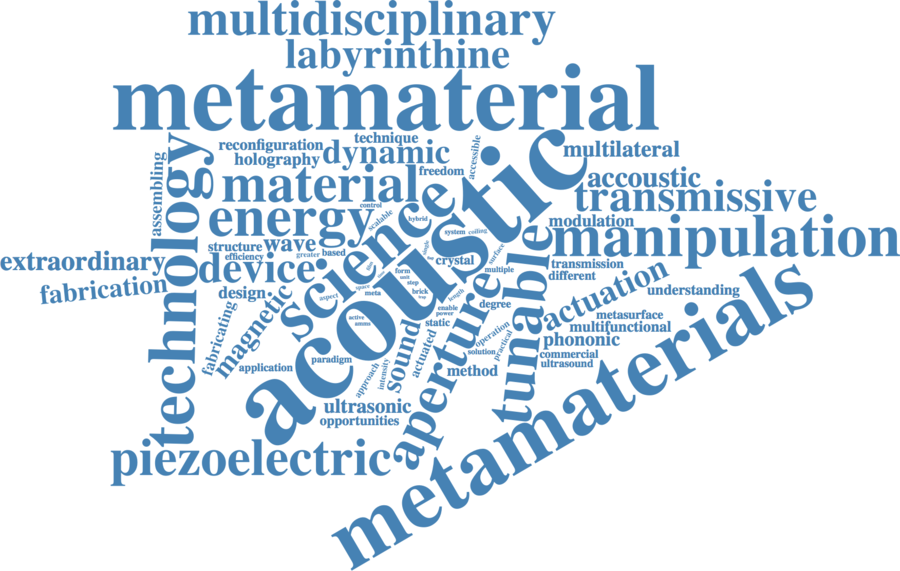 multidisciplinary
labyrinthine
metamaterial
technique
reconfiguration
holography
dynamic
accessible
acoustic
multilateral
assembling
technology
material
freedom
accoustic
transmissive
control
scalable
hybrid
energy
science
modulation
manipulation
structure
wave
greater
based
efficiency
system
coiling
surface
extraordinary
device
crystal
transmission
multiple
different
form
unit
step
fabrication
design
magnetic
aspect
space
meta
brick
length
degree
tunable
actuation
understanding
fabricating
active
enable
power
static
metasurface
multifunctional
operation
practical
phononic
paradigm
application
approach
intensity
sound
actuated
aperture
solution
method
commercial
ultrasound
metamaterials
ultrasonic
opportunities
piezoelectric